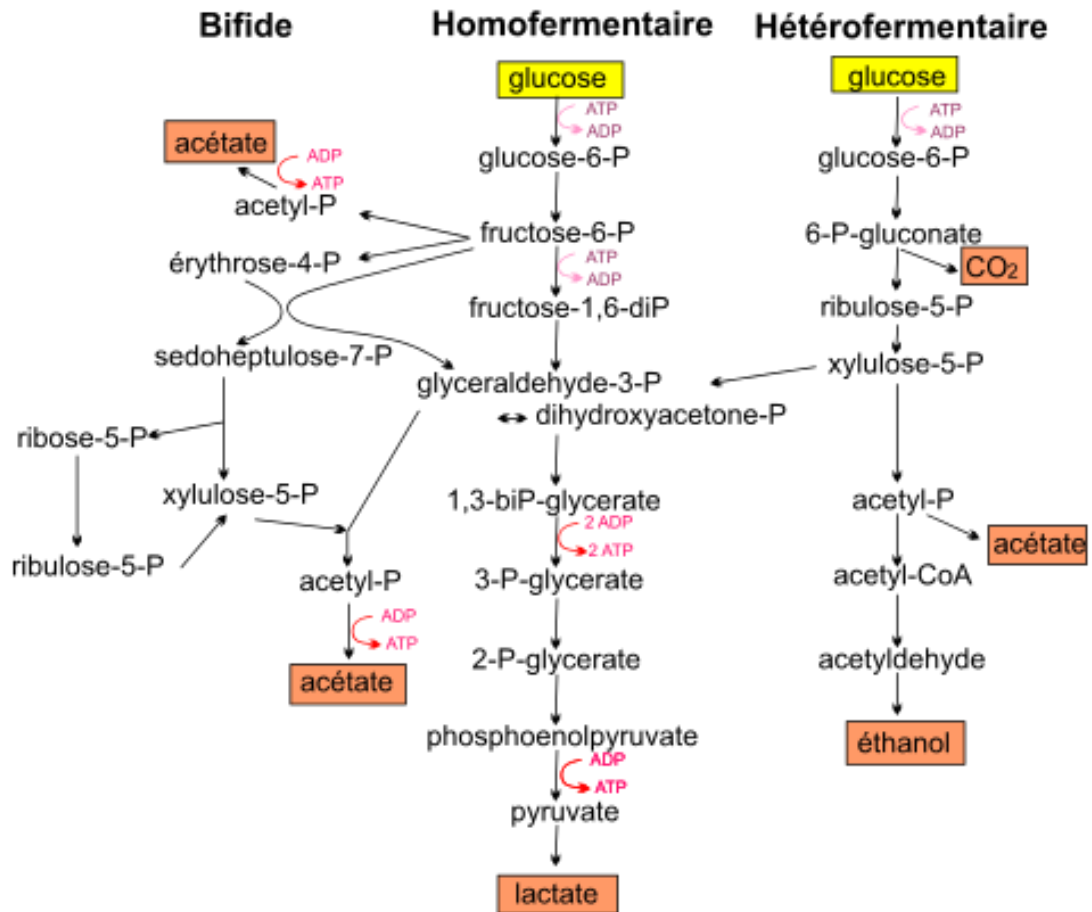 Bifide
Homofermentaire
Hétérofermentaire
glucose
glucose
ATP
ADP
ATP
ADP
acétate
ADP
ATP
glucose-6-P
glucose-6-P
acetyl-P
fructose-6-P
6-P-gluconate
érythrose-4-P
ATP
ADP
CO₂
fructose-1,6-diP
ribulose-5-P
sedoheptulose-7-P
glyceraldehyde-3-P
xylulose-5-P
dihydroxyacetone-P
ribose-5-P
xylulose-5-P
1,3-biP-glycerate
acetyl-P
2 ADP
2 ATP
acétate
ribulose-5-P
acetyl-P
3-P-glycerate
acetyl-CoA
ADP
ATP
2-P-glycerate
acetyldehyde
acétate
phosphoenolpyruvate
éthanol
ADP
ATP
pyruvate
lactate